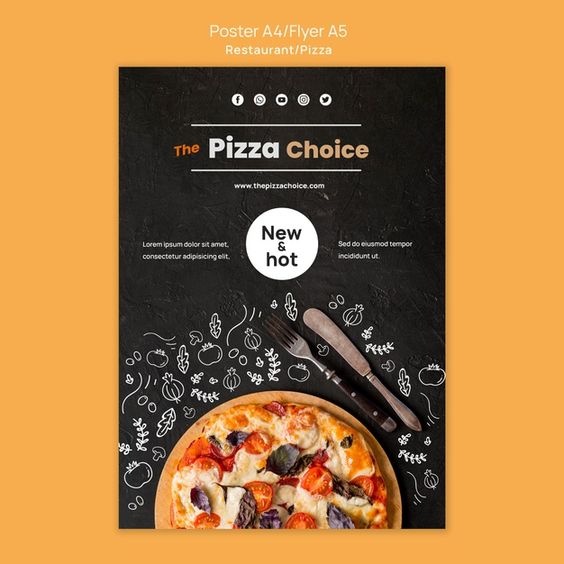 Poster A4/Flyer A5
Restaurant/Pizza
The Pizza Choice
www.thepizzachoice.com
New
&
hot
Lorem ipsum dolor sit amet,
consectetur adipisicing elit.
Sed do eiusmod tempor
incididunt ut.